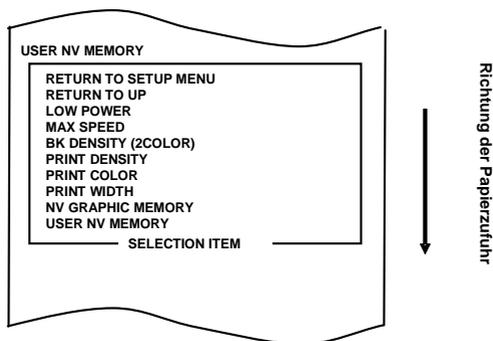 USER NV MEMORY
RETURN TO SETUP MENU
RETURN TO UP
LOW POWER
MAX SPEED
BK DENSITY (2COLOR)
PRINT DENSITY
PRINT COLOR
PRINT WIDTH
NV GRAPHIC MEMORY
USER NV MEMORY
SELECTION ITEM
Richtung der Papierzufuhr